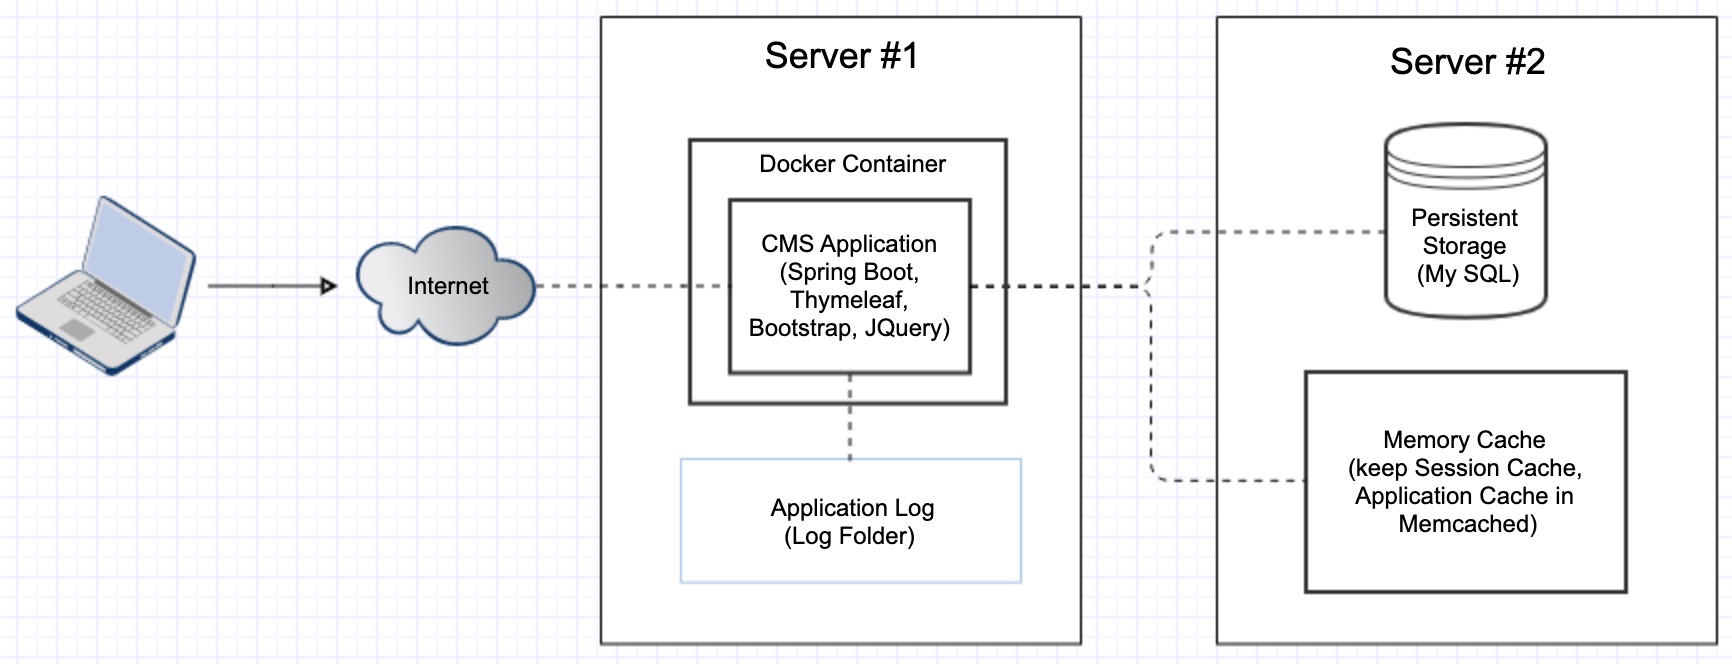 Server #1
Server #2
Docker Container
CMS Application
(Spring Boot,
Thymeleaf,
Bootstrap, JQuery)
Internet
Application Log
(Log Folder)
Persistent
Storage
(My SQL)
Memory Cache
(keep Session Cache,
Application Cache in
Memcached)